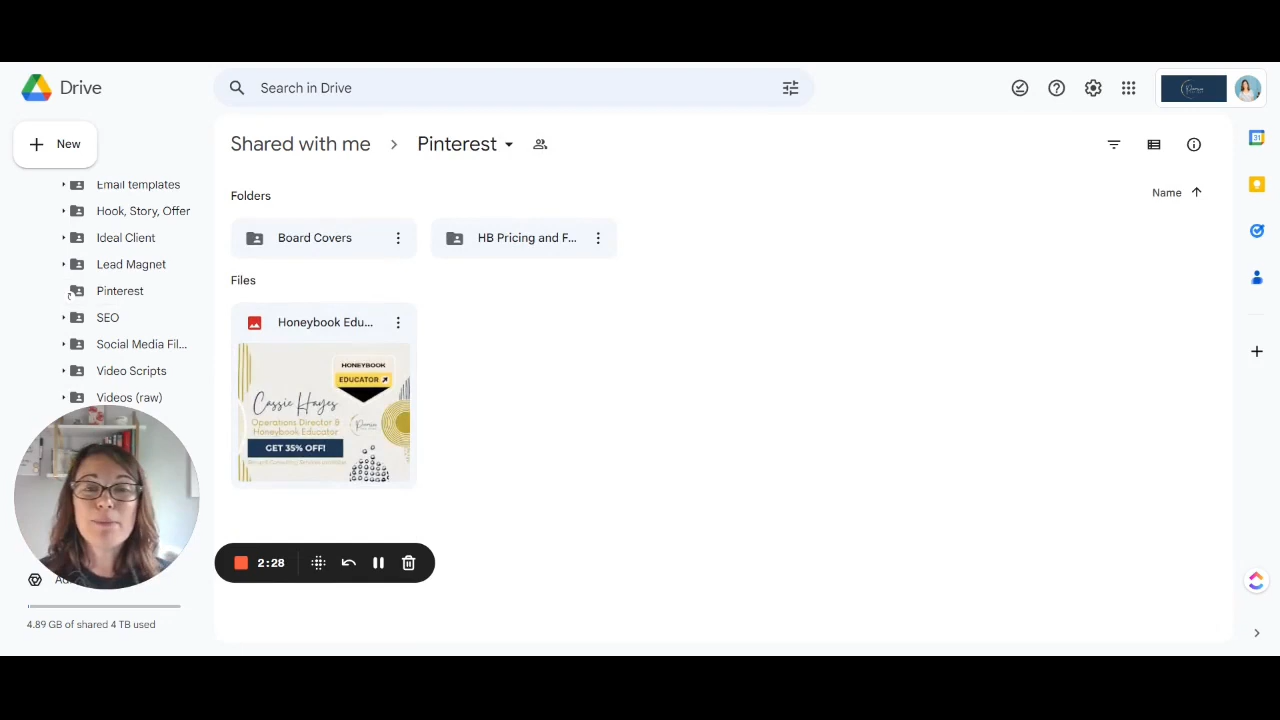 Drive
Search in Drive
New
Email templates
Hook, Story, Offer
Ideal Client
Lead Magnet
Pinterest
SEO
Social Media Fil...
Video Scripts
Videos (raw)
4.89 GB of shared 4 TB used
Shared with me
Pinterest
Folders
Name
Board Covers
HB Pricing and F...
Files
Honeybook Edu...
HONEYBOOK
EDUCATOR
Cassie Hayes
Operations Director &
Honeybook Educator
GET 35% OFF!
2:28
31